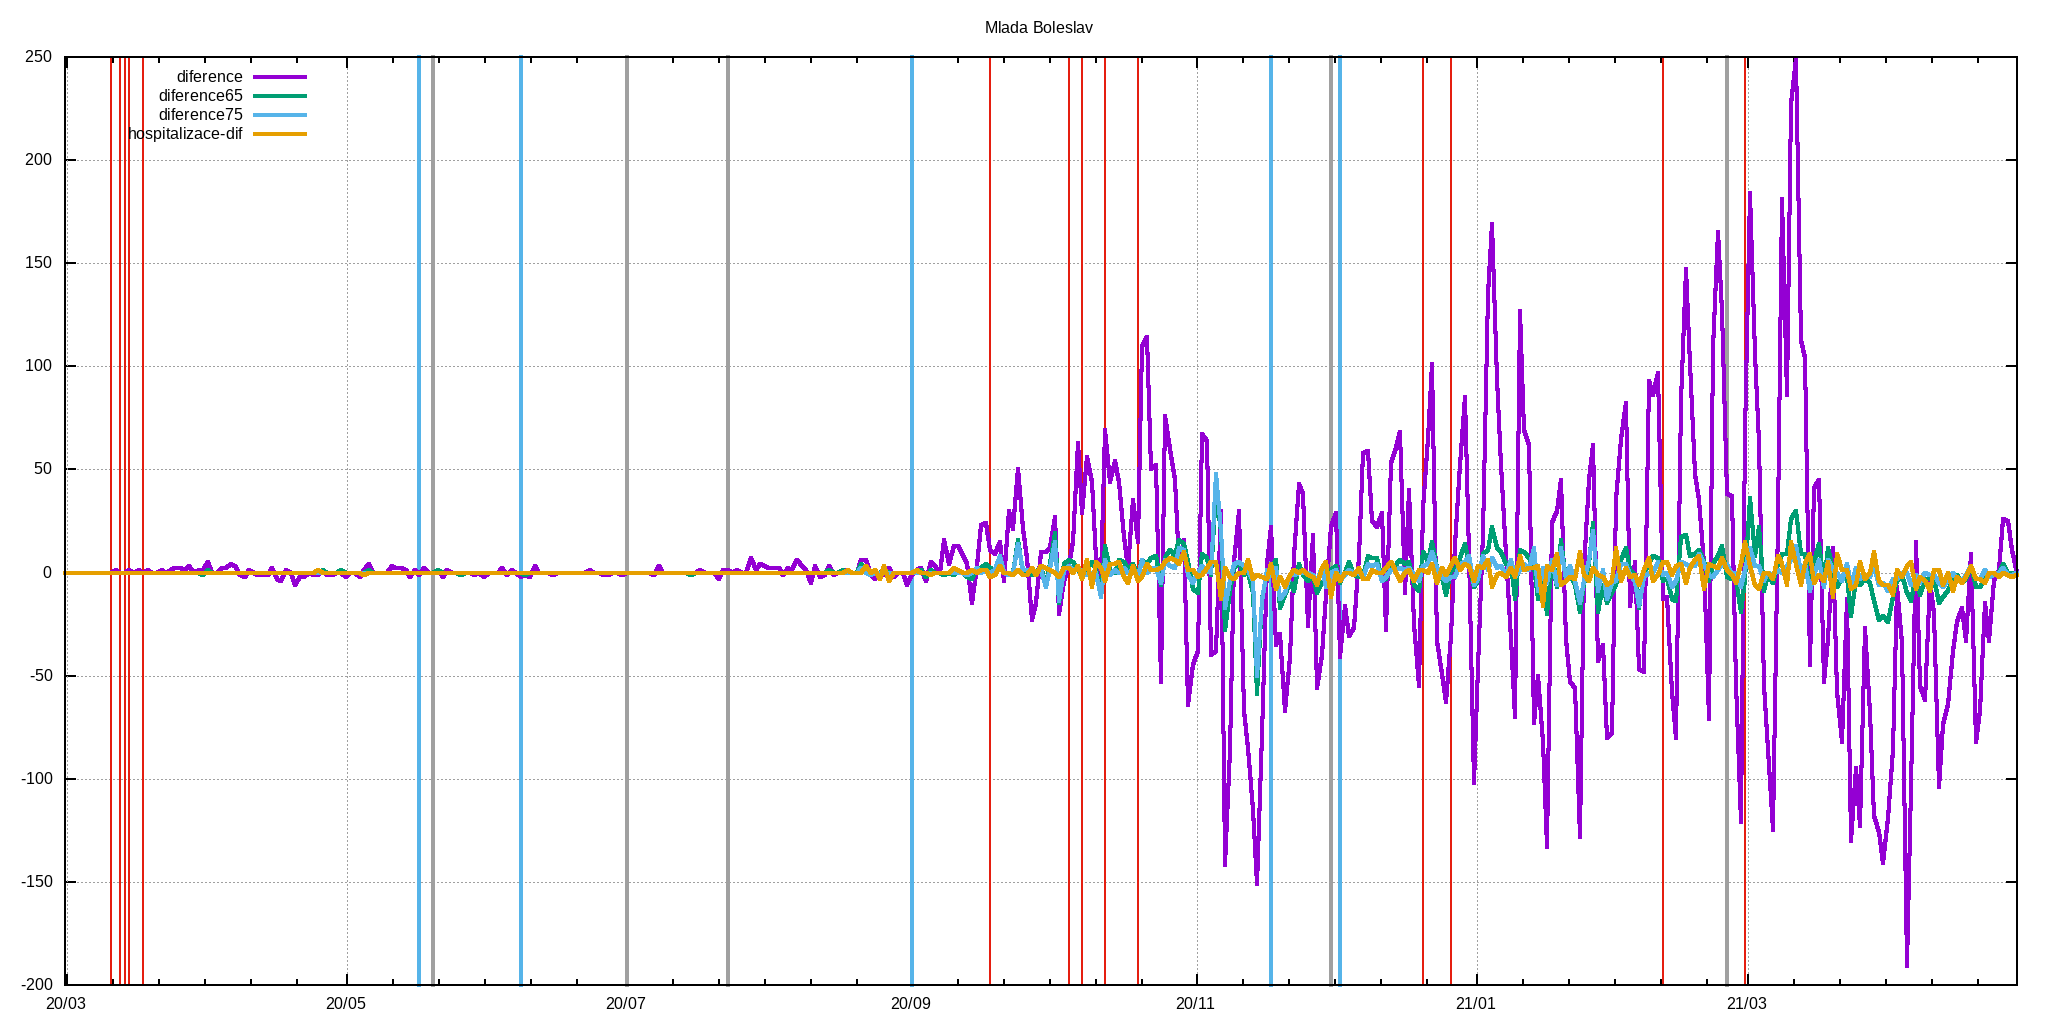 Mlada Boleslav
250
200
150
100
50
0
-50
-100
-150
-200
diference
diference65
diference75
hospitalizace-dif
20/03 20/05 20/07 20/09 20/11 21/01 21/03